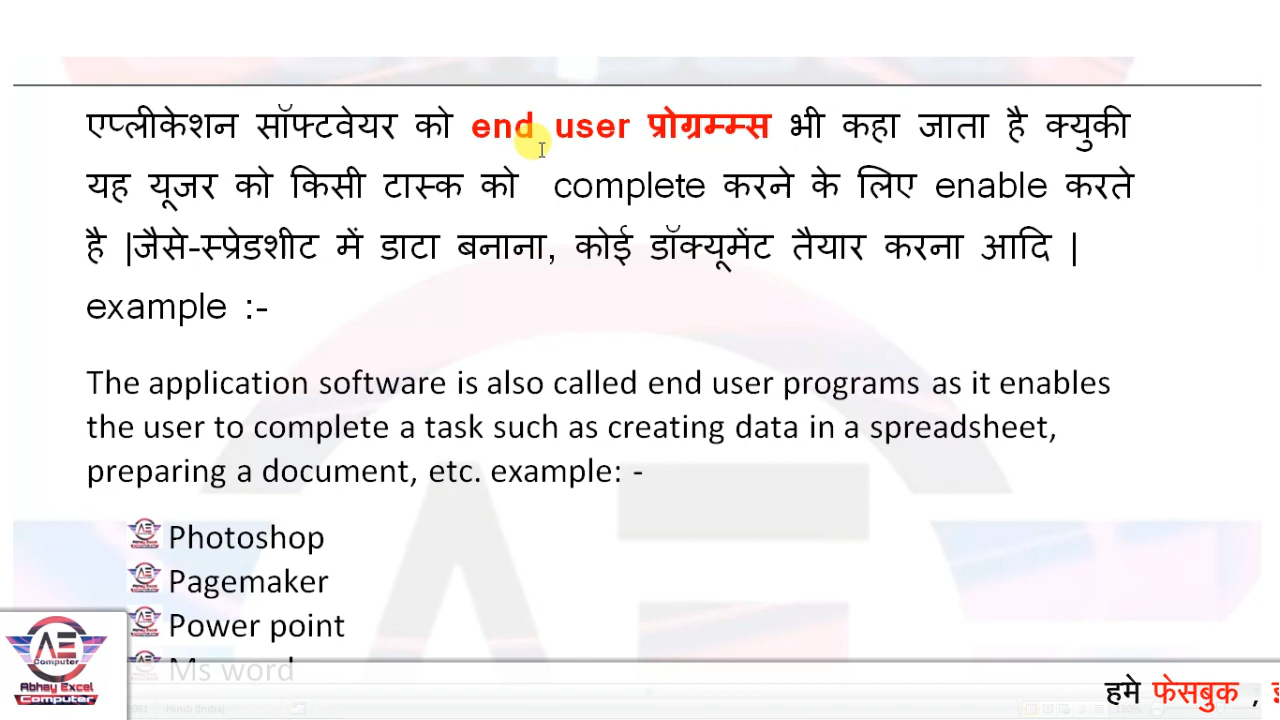 एप्लीकेशन सॉफ्टवेयर को end user प्रोग्रम्म्स भी कहा जाता है क्युकी
यह यूजर को किसी टास्क को complete करने के लिए enable करते
है |जैसे-स्प्रेडशीट में डाटा बनाना, कोई डॉक्यूमेंट तैयार करना आदि |
example :-
The application software is also called end user programs as it enables
the user to complete a task such as creating data in a spreadsheet,
preparing a document, etc. example: -
Photoshop
Pagemaker
Power point
Ms word
AE
Computer
Abhay Excel
Computer
Hindi (India)
हमे फेसबुक ,